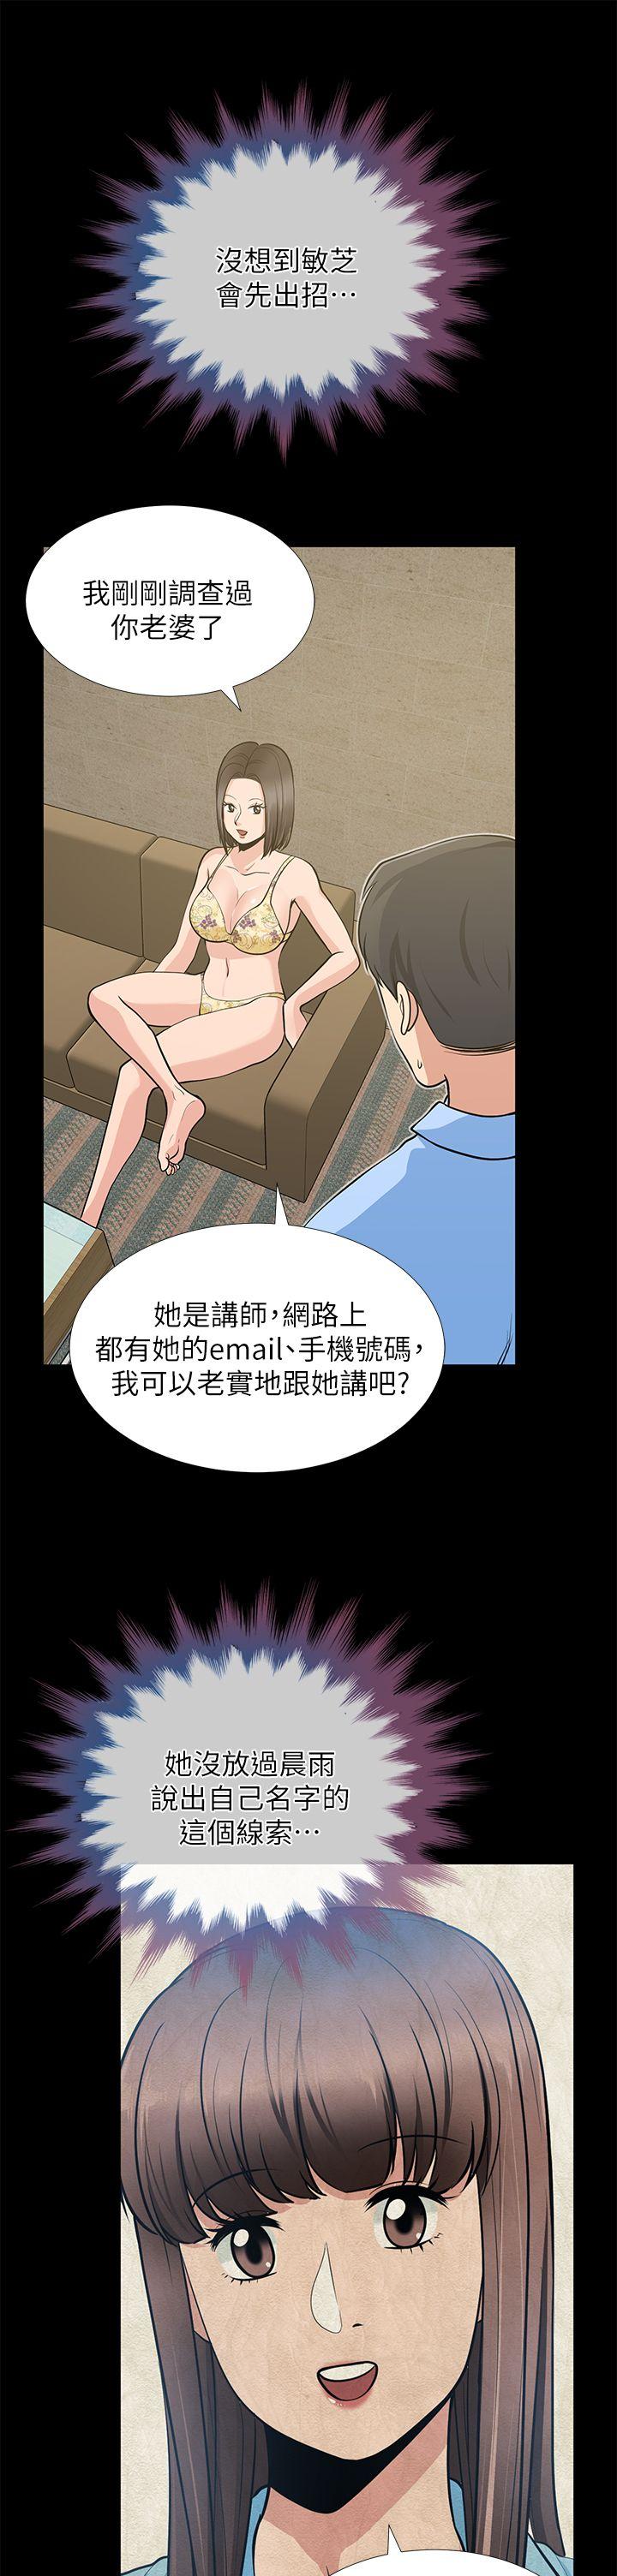 沒想到敏芝
會先出招…
我剛剛調查過
你老婆了
她是講師，網路上
都有她的email、手機號碼，
我可以老實地跟她講吧?
她沒放過晨雨
說出自己名字的
這個線索…